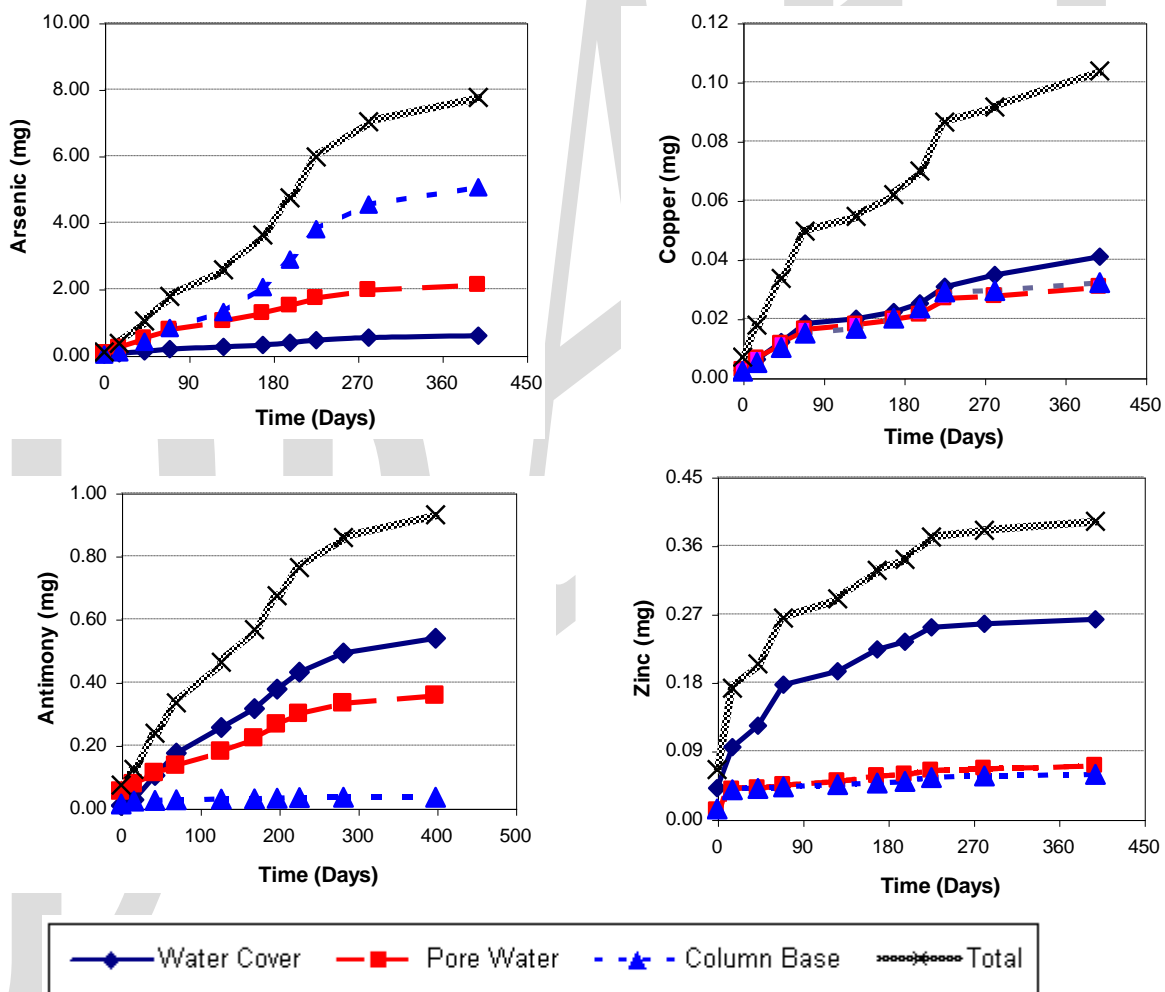 10.00
8.00
6.00
4.00
2.00
0.00
Arsenic (mg)
0 90 180 270 360 450
Time (Days)
0.12
0.10
0.08
0.06
0.04
0.02
0.00
Copper (mg)
0 90 180 270 360 450
Time (Days)
1.00
0.80
0.60
0.40
0.20
0.00
Antimony (mg)
0 100 200 300 400 500
Time (Days)
0.45
0.36
0.27
0.18
0.09
0.00
Zinc (mg)
0 90 180 270 360 450
Time (Days)
Water Cover Pore Water Column Base Total